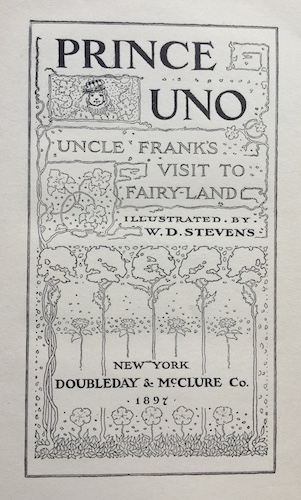 PRINCE
UNO
UNCLE FRANK'S
VISIT TO
FAIRY-LAND
ILLUSTRATED. BY
W. D. STEVENS
NEW YORK
DOUBLEDAY & McCLURE Co.
· 1897 ·